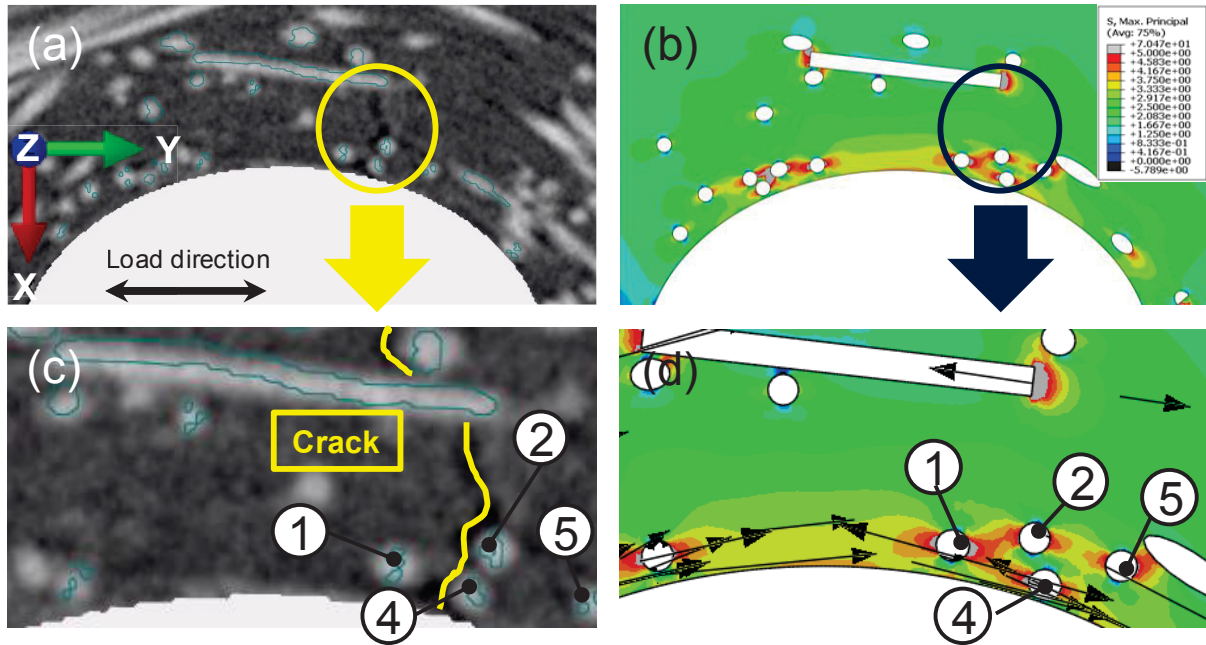 (a)
Z
Y
X
Load direction
(b)
S, Max. Principal
(Avg: 75%)
+7.047e+01
+5.000e+00
+4.583e+00
+4.167e+00
+3.750e+00
+3.333e+00
+2.917e+00
+2.500e+00
+2.083e+00
+1.667e+00
+1.250e+00
+8.333e-01
+4.167e-01
+0.000e+00
-5.789e+00
(c)
Crack
1
2
5
4
(d)
1
2
5
4